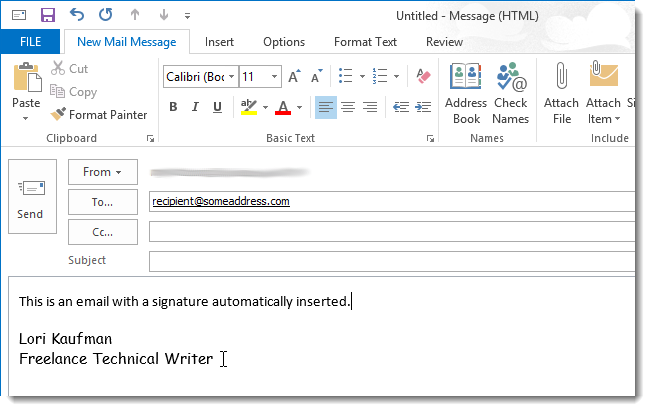 Untitled - Message (HTML)
FILE
New Mail Message
Insert
Options
Format Text
Review
Paste
Cut
Copy
Format Painter
Clipboard
Calibri (Boc
11
A A
B I U
ab
A
Basic Text
Address
Book
Check
Names
Names
Attach
File
Attach
Item
Include
Send
From
To...
recipient@someaddress.com
Cc...
Subject
This is an email with a signature automatically inserted.
Lori Kaufman
Freelance Technical Writer